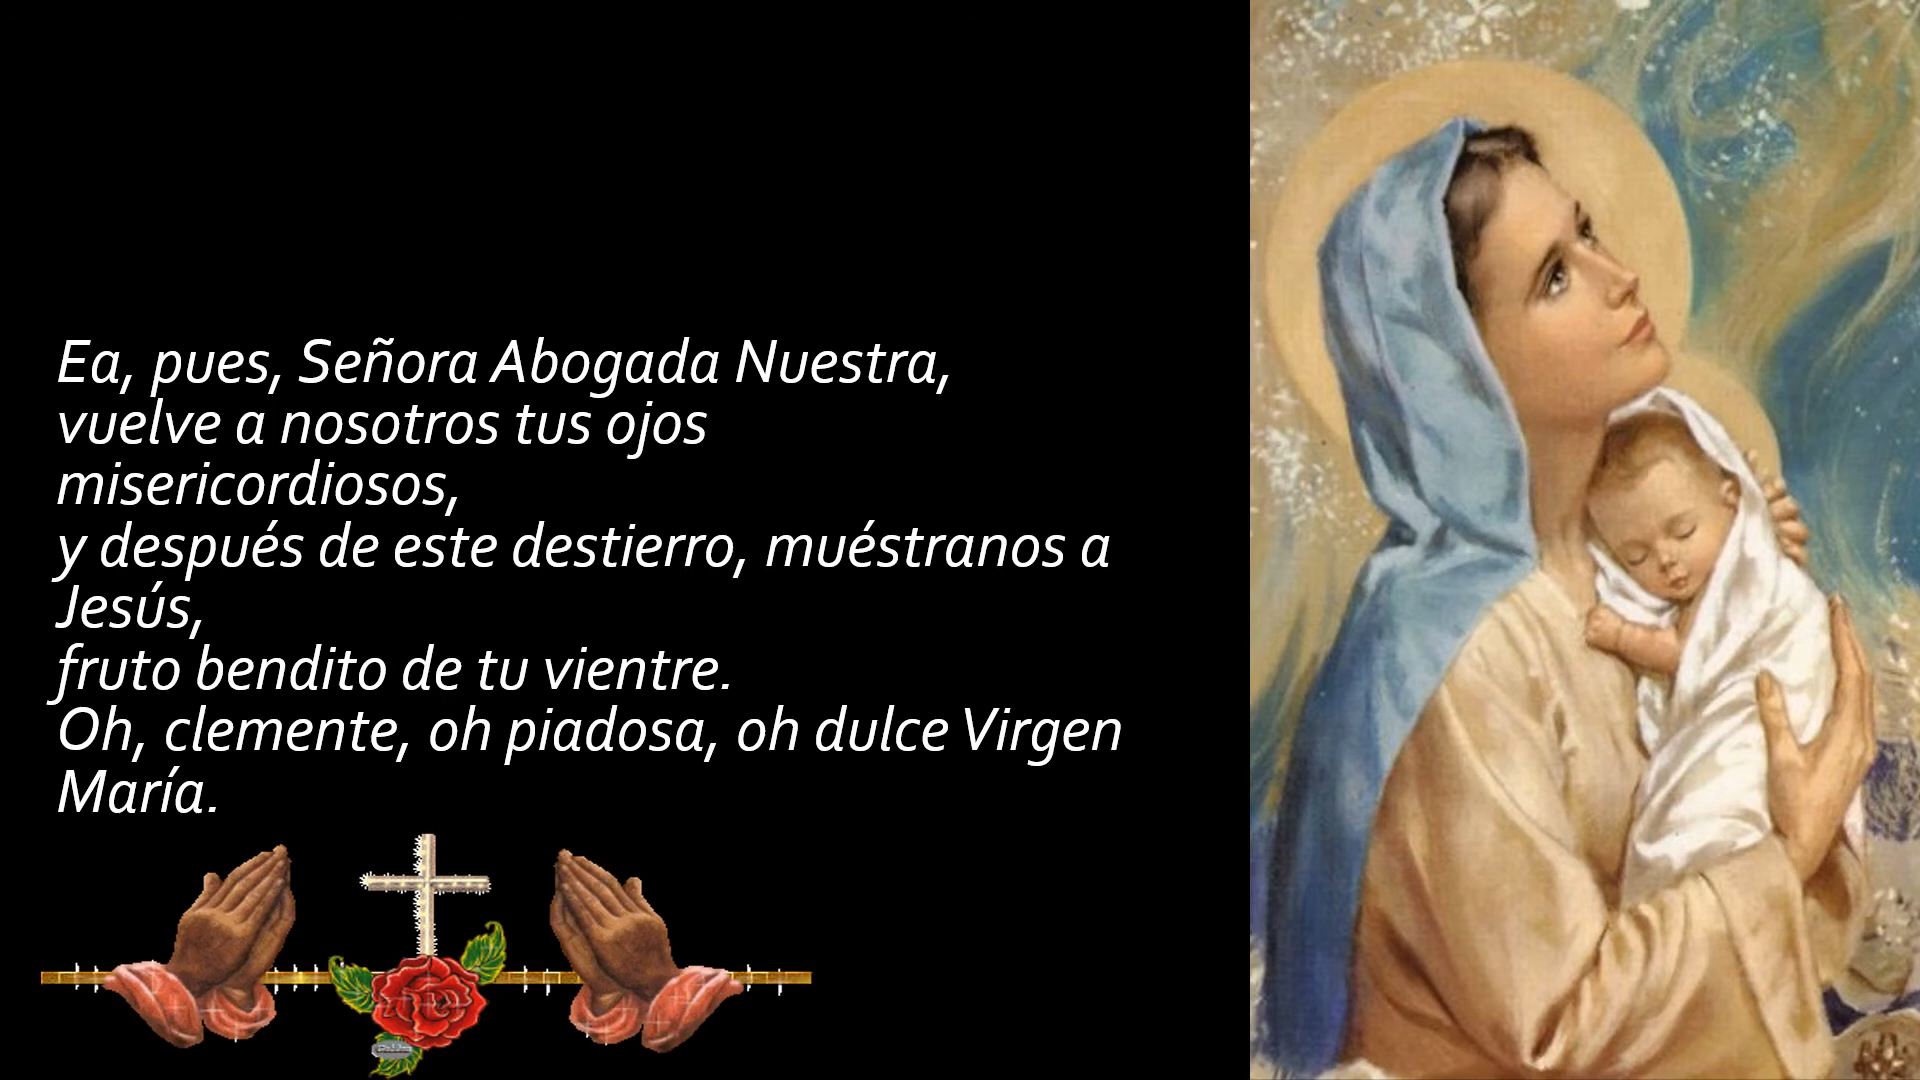 Ea, pues, Señora Abogada Nuestra,
vuelve a nosotros tus ojos
misericordiosos,
y después de este destierro, muéstranos a
Jesús,
fruto bendito de tu vientre.
Oh, clemente, oh piadosa, oh dulce Virgen
María.